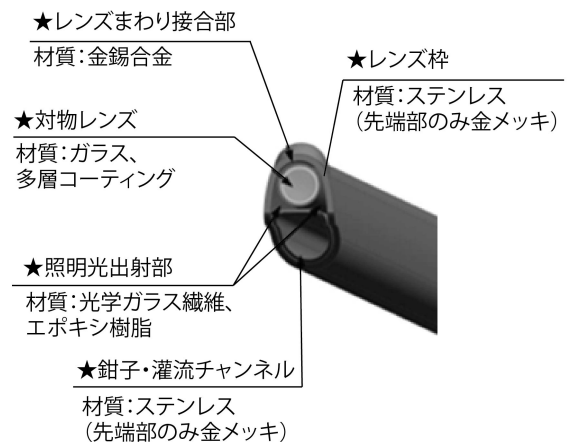 ★レンズまわり接合部
材質：金錫合金
★レンズ枠
材質：ステンレス
（先端部のみ金メッキ）
★対物レンズ
材質：ガラス、
多層コーティング
★照明光出射部
材質：光学ガラス繊維、
エポキシ樹脂
★鉗子・灌流チャンネル
材質：ステンレス
（先端部のみ金メッキ）